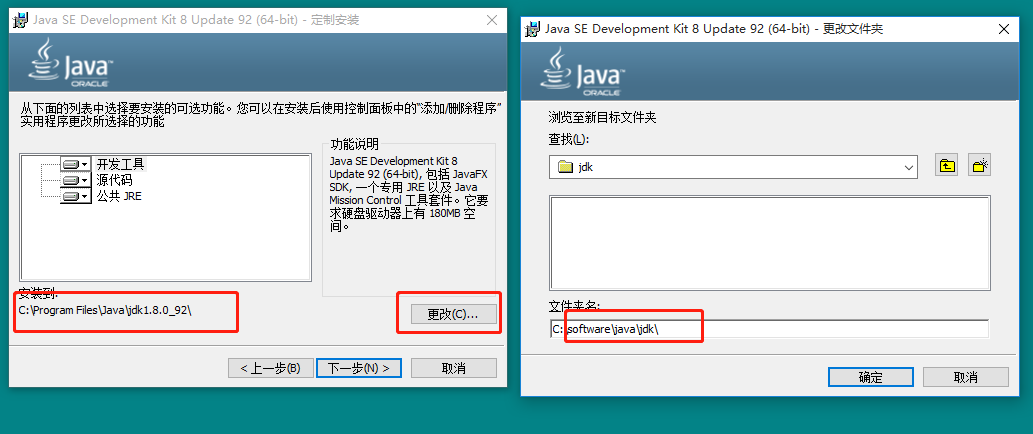 Java SE Development Kit 8 Update 92 (64-bit) - 定制安装
Java
ORACLE
从下面的列表中选择要安装的可选功能。您可以在安装后使用控制面板中的“添加/删除程序”
实用程序更改所选择的功能
开发工具
源代码
公共 JRE
功能说明
Java SE Development Kit 8
Update 92 (64-bit), 包括 JavaFX
SDK, 一个专用 JRE 以及 Java
Mission Control 工具套件。它要
求硬盘驱动器上有 180MB 空
间。
安装到:
C:\Program Files\Java\jdk1.8.0_92\
更改(C)...
< 上一步(B)
下一步(N) >
取消
Java SE Development Kit 8 Update 92 (64-bit) - 更改文件夹
Java
ORACLE
浏览至新目标文件夹
查找(L):
jdk
文件夹名:
C:\software\java\jdk\
确定
取消